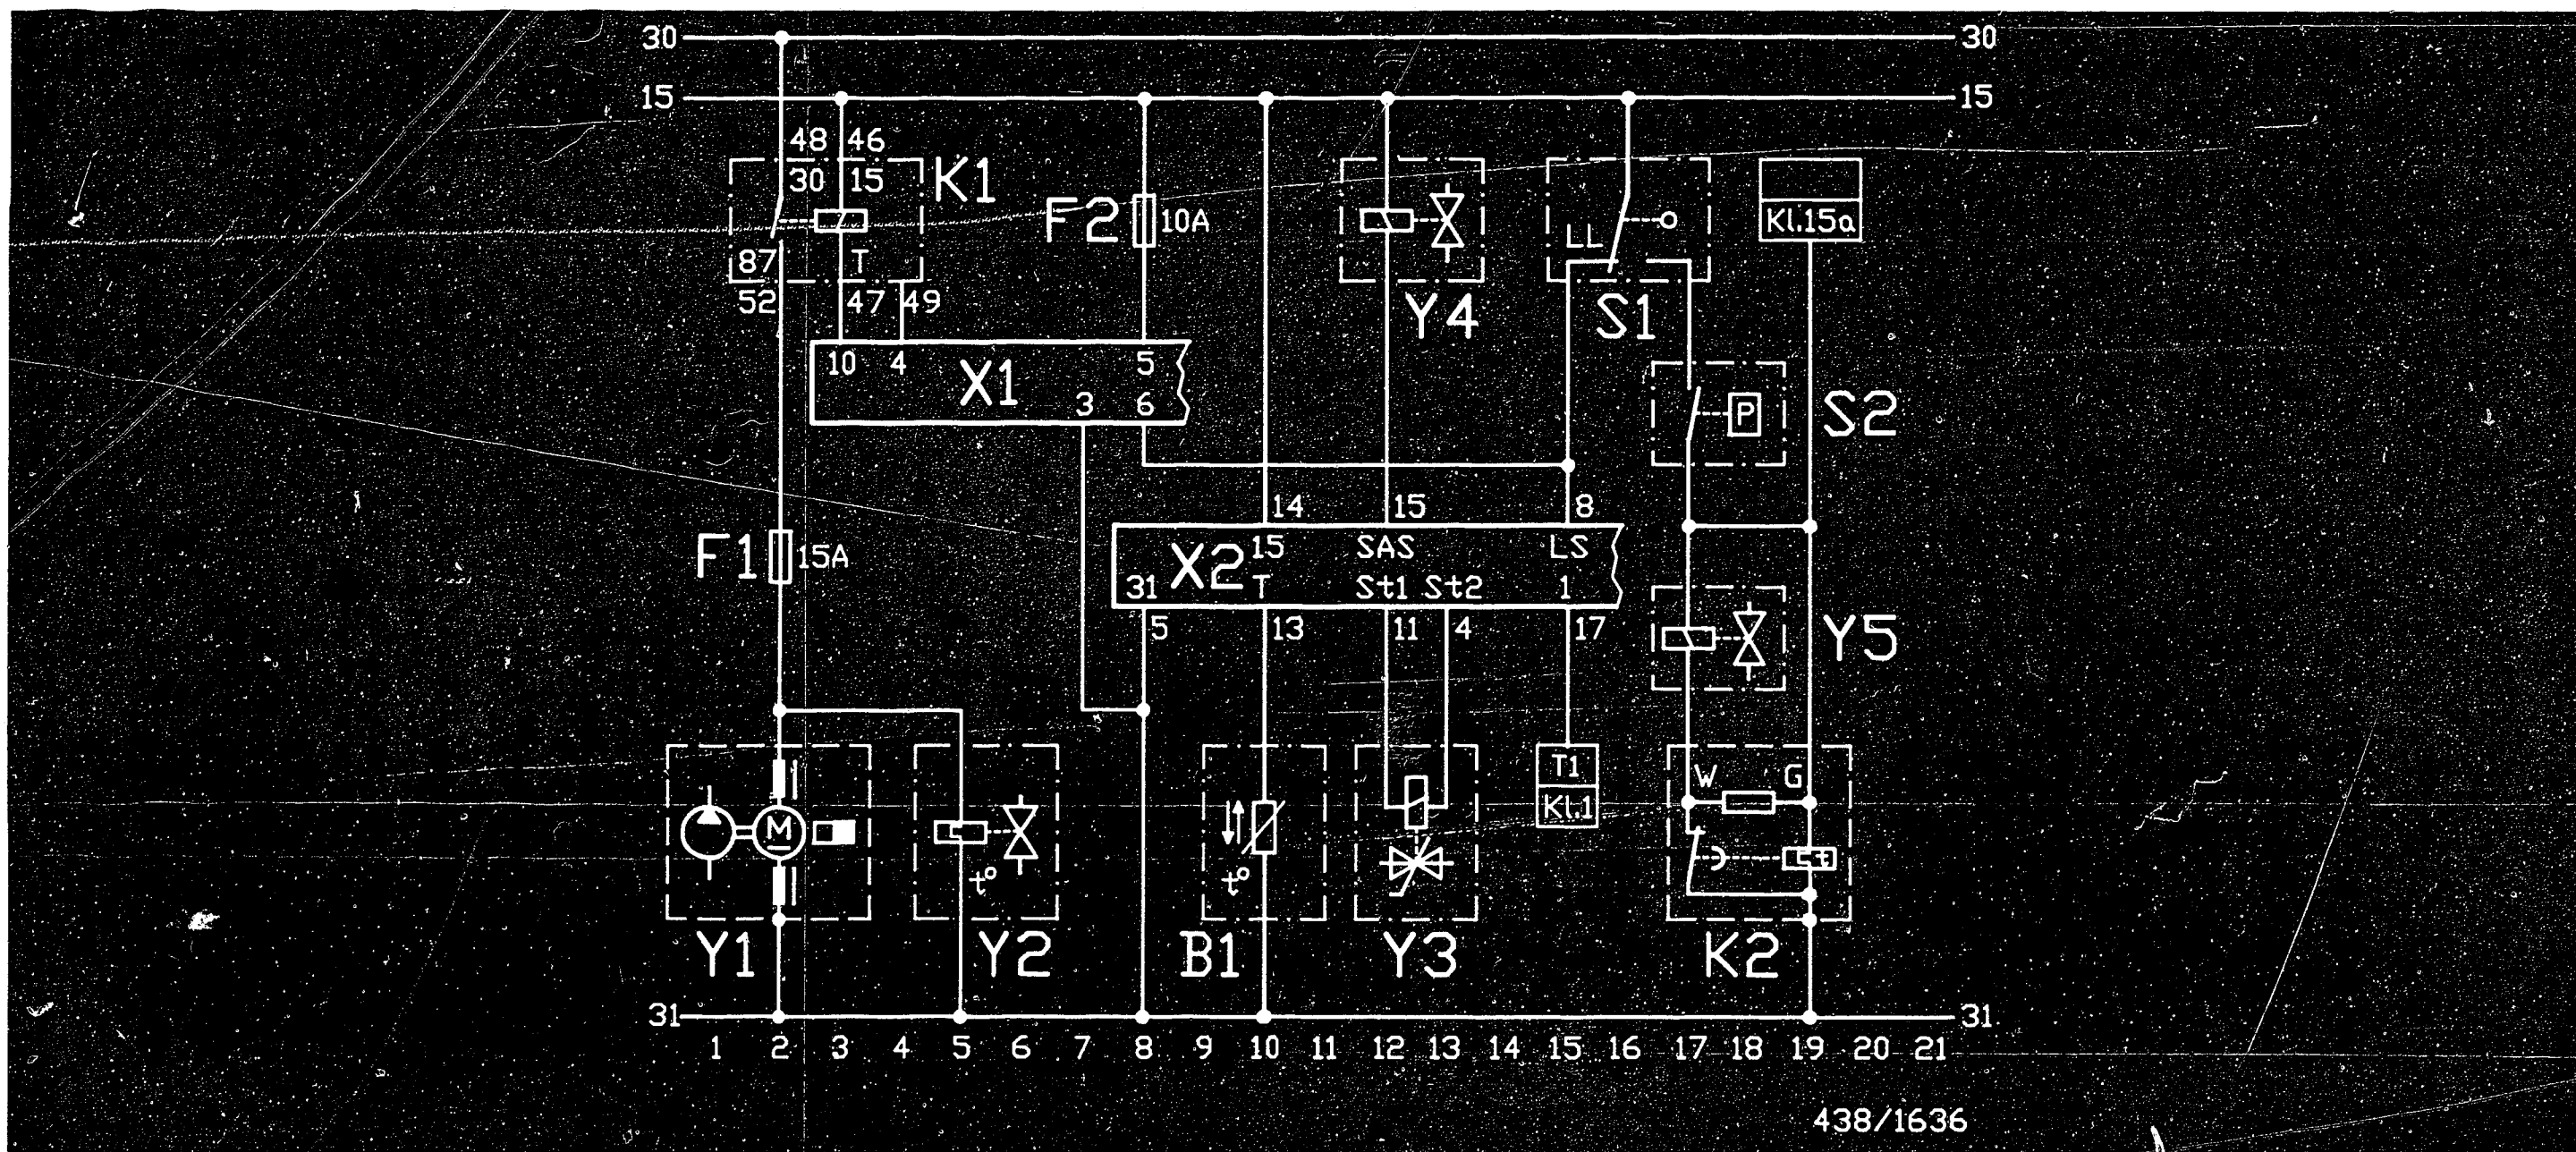 30 30
15 15
48 46
30 15 K1
F2 10A
LL Kl.15a
87 T
52 47 49
Y4 S1
10 4 X1 5
3 6
P S2
14 15 8
F1 15A
X2 15 SAS LS
31 T St1 St2 1
5 13 11 4 17
Y5
T1
W G
M Kl.1
t° t° t
Y1 Y2 B1 Y3 K2
31 31
1 2 3 4 5 6 7 8 9 10 11 12 13 14 15 16 17 18 19 20 21
438/1636